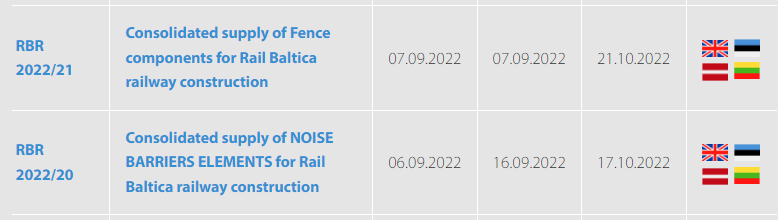 RBR
2022/21
Consolidated supply of Fence
components for Rail Baltica
railway construction
07.09.2022
07.09.2022
21.10.2022
RBR
2022/20
Consolidated supply of NOISE
BARRIERS ELEMENTS for Rail
Baltica railway construction
06.09.2022
16.09.2022
17.10.2022